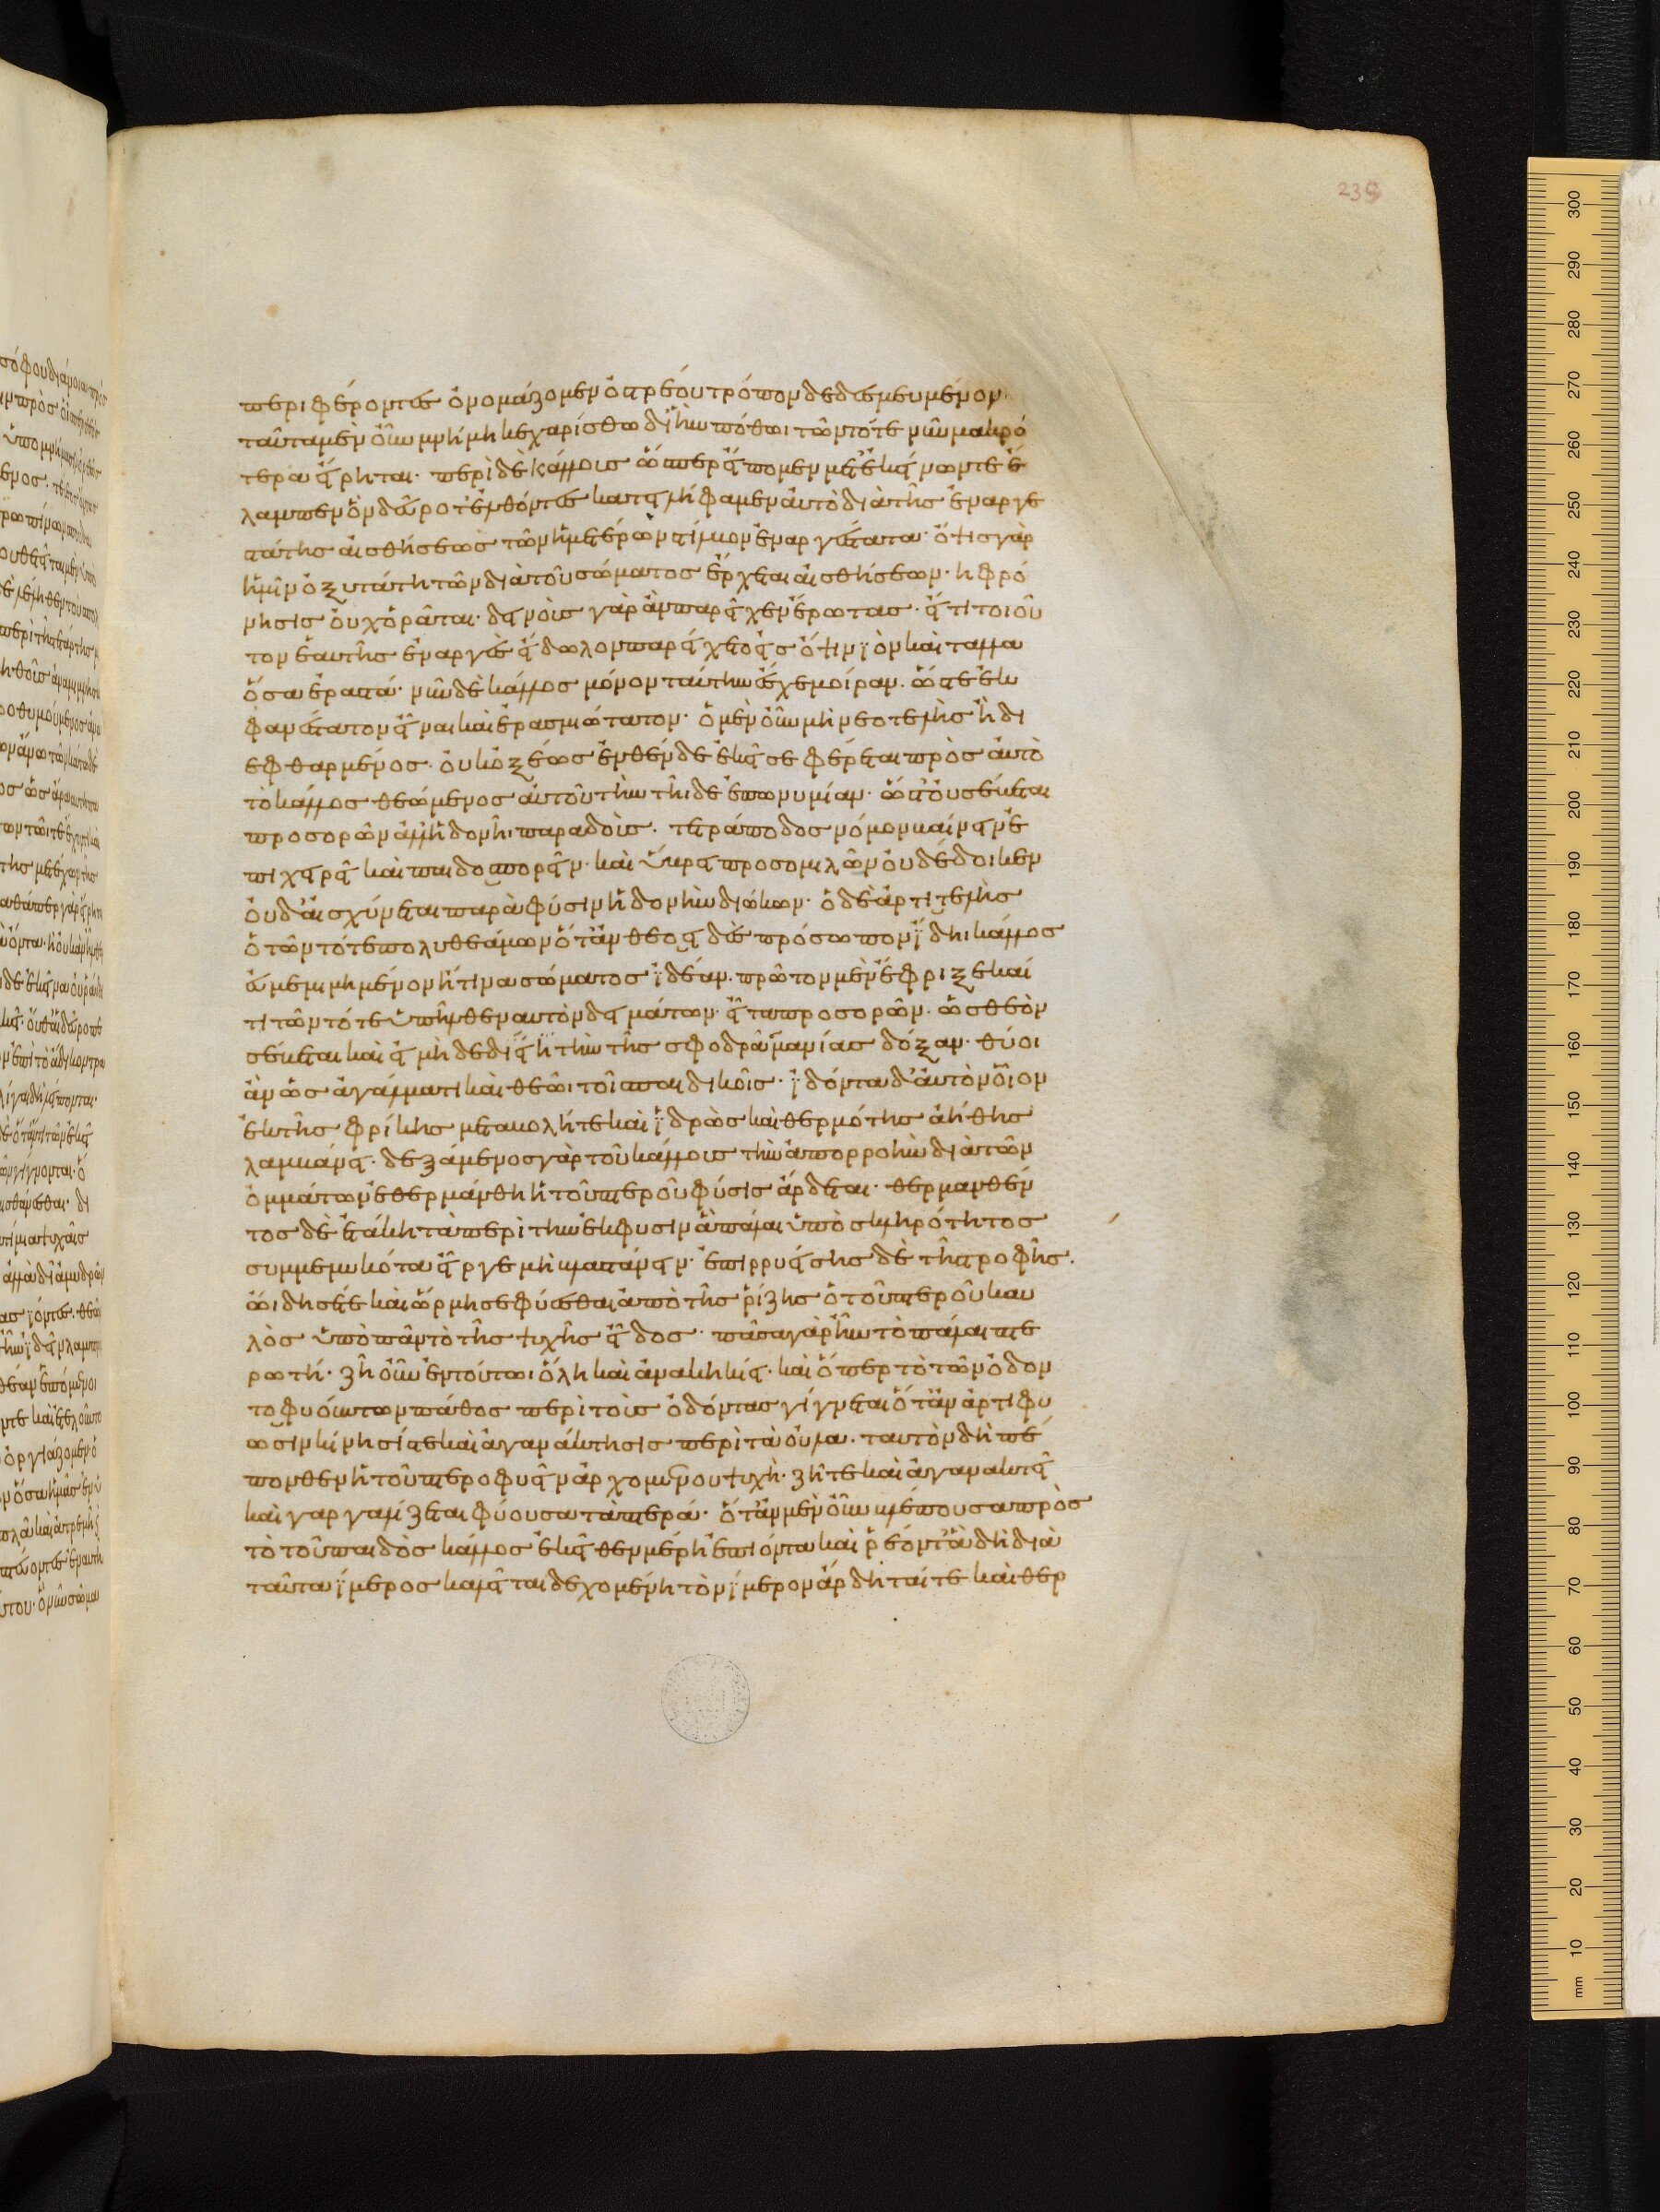 239
περιφέροντες ὀνομάζομεν ὀστρέου τρόπον δεδεσμευμένοι.
ταῦτα μὲν οὖν μνήμηι κεχαρίσθω δι' ἣν πόθωι τῶν τότε νῦν μακρό
τερα εἴρηται. περὶ δὲ κάλλους ὥσπερ εἴπομεν μετ' ἐκείνων τε ἔ
λαμπεν ὂν δεῦρό τ' ἐλθόντες κατειλήφαμεν αὐτὸ διὰ τῆς ἐναργε
στάτης αἰσθήσεως τῶν ἡμετέρων στίλβον ἐναργέστατα. ὄψις γὰρ
ἡμῖν ὀξυτάτη τῶν διὰ τοῦ σώματος ἔρχεται αἰσθήσεων. ἧι φρό
νησις οὐχ ὁρᾶται. δεινοὺς γὰρ ἂν παρεῖχεν ἔρωτας. εἴ τι τοιοῦ
τον ἑαυτῆς ἐναργὲς εἴδωλον παρείχετο εἰς ὄψιν ἰὸν καὶ τἆλλα
ὅσα ἐραστά. νῦν δὲ κάλλος μόνον ταύτην ἔσχε μοῖραν. ὥστ' ἐκ
φανέστατον εἶναι καὶ ἐρασμιώτατον. ὁ μὲν οὖν μὴ νεοτελὴς ἢ δι
εφθαρμένος. οὐκ ὀξέως ἐνθένδε ἐκεῖσε φέρεται πρὸς αὐτὸ
τὸ κάλλος θεώμενος αὐτοῦ τὴν τῆιδε ἐπωνυμίαν. ὥστ' οὐ σέβεται
προσορῶν ἀλλ' ἡδονῆι παραδοὺς. τετράποδος νόμον βαίνειν ἐ
πιχειρεῖ καὶ παιδοσπορεῖν. καὶ ὕβρει προσομιλῶν οὐ δέδοικεν
οὐδ' αἰσχύνεται παρὰ φύσιν ἡδονὴν διώκων. ὁ δὲ ἀρτιτελὴς
ὁ τῶν τότε πολυθεάμων ὅταν θεοειδὲς πρόσωπον ἴδηι κάλλος
εὖ μεμιμημένον ἤ τινα σώματος ἰδέαν. πρῶτον μὲν ἔφριξε καί
τι τῶν τότε ὑπῆλθεν αὐτὸν δειμάτων. εἶτα προσορῶν. ὡς θεὸν
σέβεται καὶ εἰ μὴ δεδίει ἢ τὴν τῆς σφόδρα μανίας δόξαν. θύοι
ἂν ὡς ἀγάλματι καὶ θεῶι τοῖς παιδικοῖς. ἰδόντα δ' αὐτὸν οἷον
ἐκ τῆς φρίκης μεταβολή τε καὶ ἱδρὼς καὶ θερμότης ἀήθης
λαμβάνει. δεξάμενος γὰρ τοῦ κάλλους τὴν ἀπορροὴν διὰ τῶν
ὀμμάτων ἐθερμάνθη ἧι ἡ τοῦ πτεροῦ φύσις ἄρδεται. θερμανθέν
τος δὲ ἐτάκη τὰ περὶ τὴν ἔκφυσιν ἃ πάλαι ὑπὸ σκληρότητος
συμμεμυκότα εἶργε μὴ βλαστάνειν. ἐπιρρυείσης δὲ τῆς τροφῆς.
ὤιδησέ τε καὶ ὥρμησε φύεσθαι ἀπὸ τῆς ῥίζης ὁ τοῦ πτεροῦ καυ
λὸς ὑπὸ πᾶν τὸ τῆς ψυχῆς εἶδος. πᾶσα γὰρ ἦν τὸ πάλαι πτε
ρωτή. ζῆ οὖν ἐν τούτωι ὅλη καὶ ἀνακηκίει. καὶ ὅπερ τὸ τῶν ὀδον
τοφυούντων πάθος περὶ τοὺς ὀδόντας γίγνεται ὅταν ἄρτι φύ
ωσιν κνῆσίς τε καὶ ἀγανάκτησις περὶ τὰ οὖλα. ταυτὸν δὴ πέ
πονθεν ἡ τοῦ πτεροφυεῖν ἀρχομένου ψυχή. ζῆ τε καὶ ἀγανακτεῖ
καὶ γαργαλίζεται φύουσα τὰ πτερά. ὅταν μὲν οὖν βλέπουσα πρὸς
τὸ τοῦ παιδὸς κάλλος ἐκεῖθεν μέρη ἐπιόντα καὶ ῥέοντ' ἃ δὴ διὰ
ταῦτα ἵμερος καλεῖται δεχομένη τὸν ἵμερον ἄρδηταί τε καὶ θερ